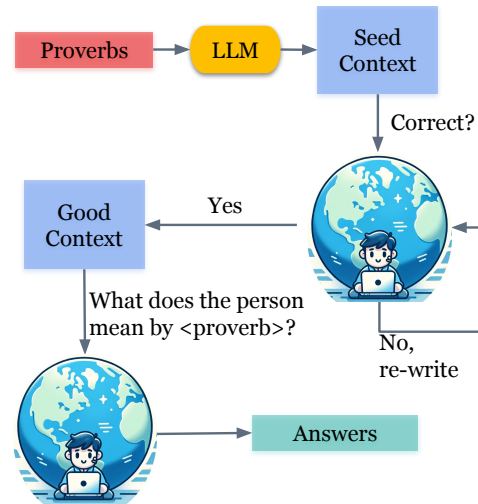 Proverbs
LLM
Seed
Context
Correct?
Yes
Good
Context
What does the person
mean by <proverb>?
No,
re-write
Answers